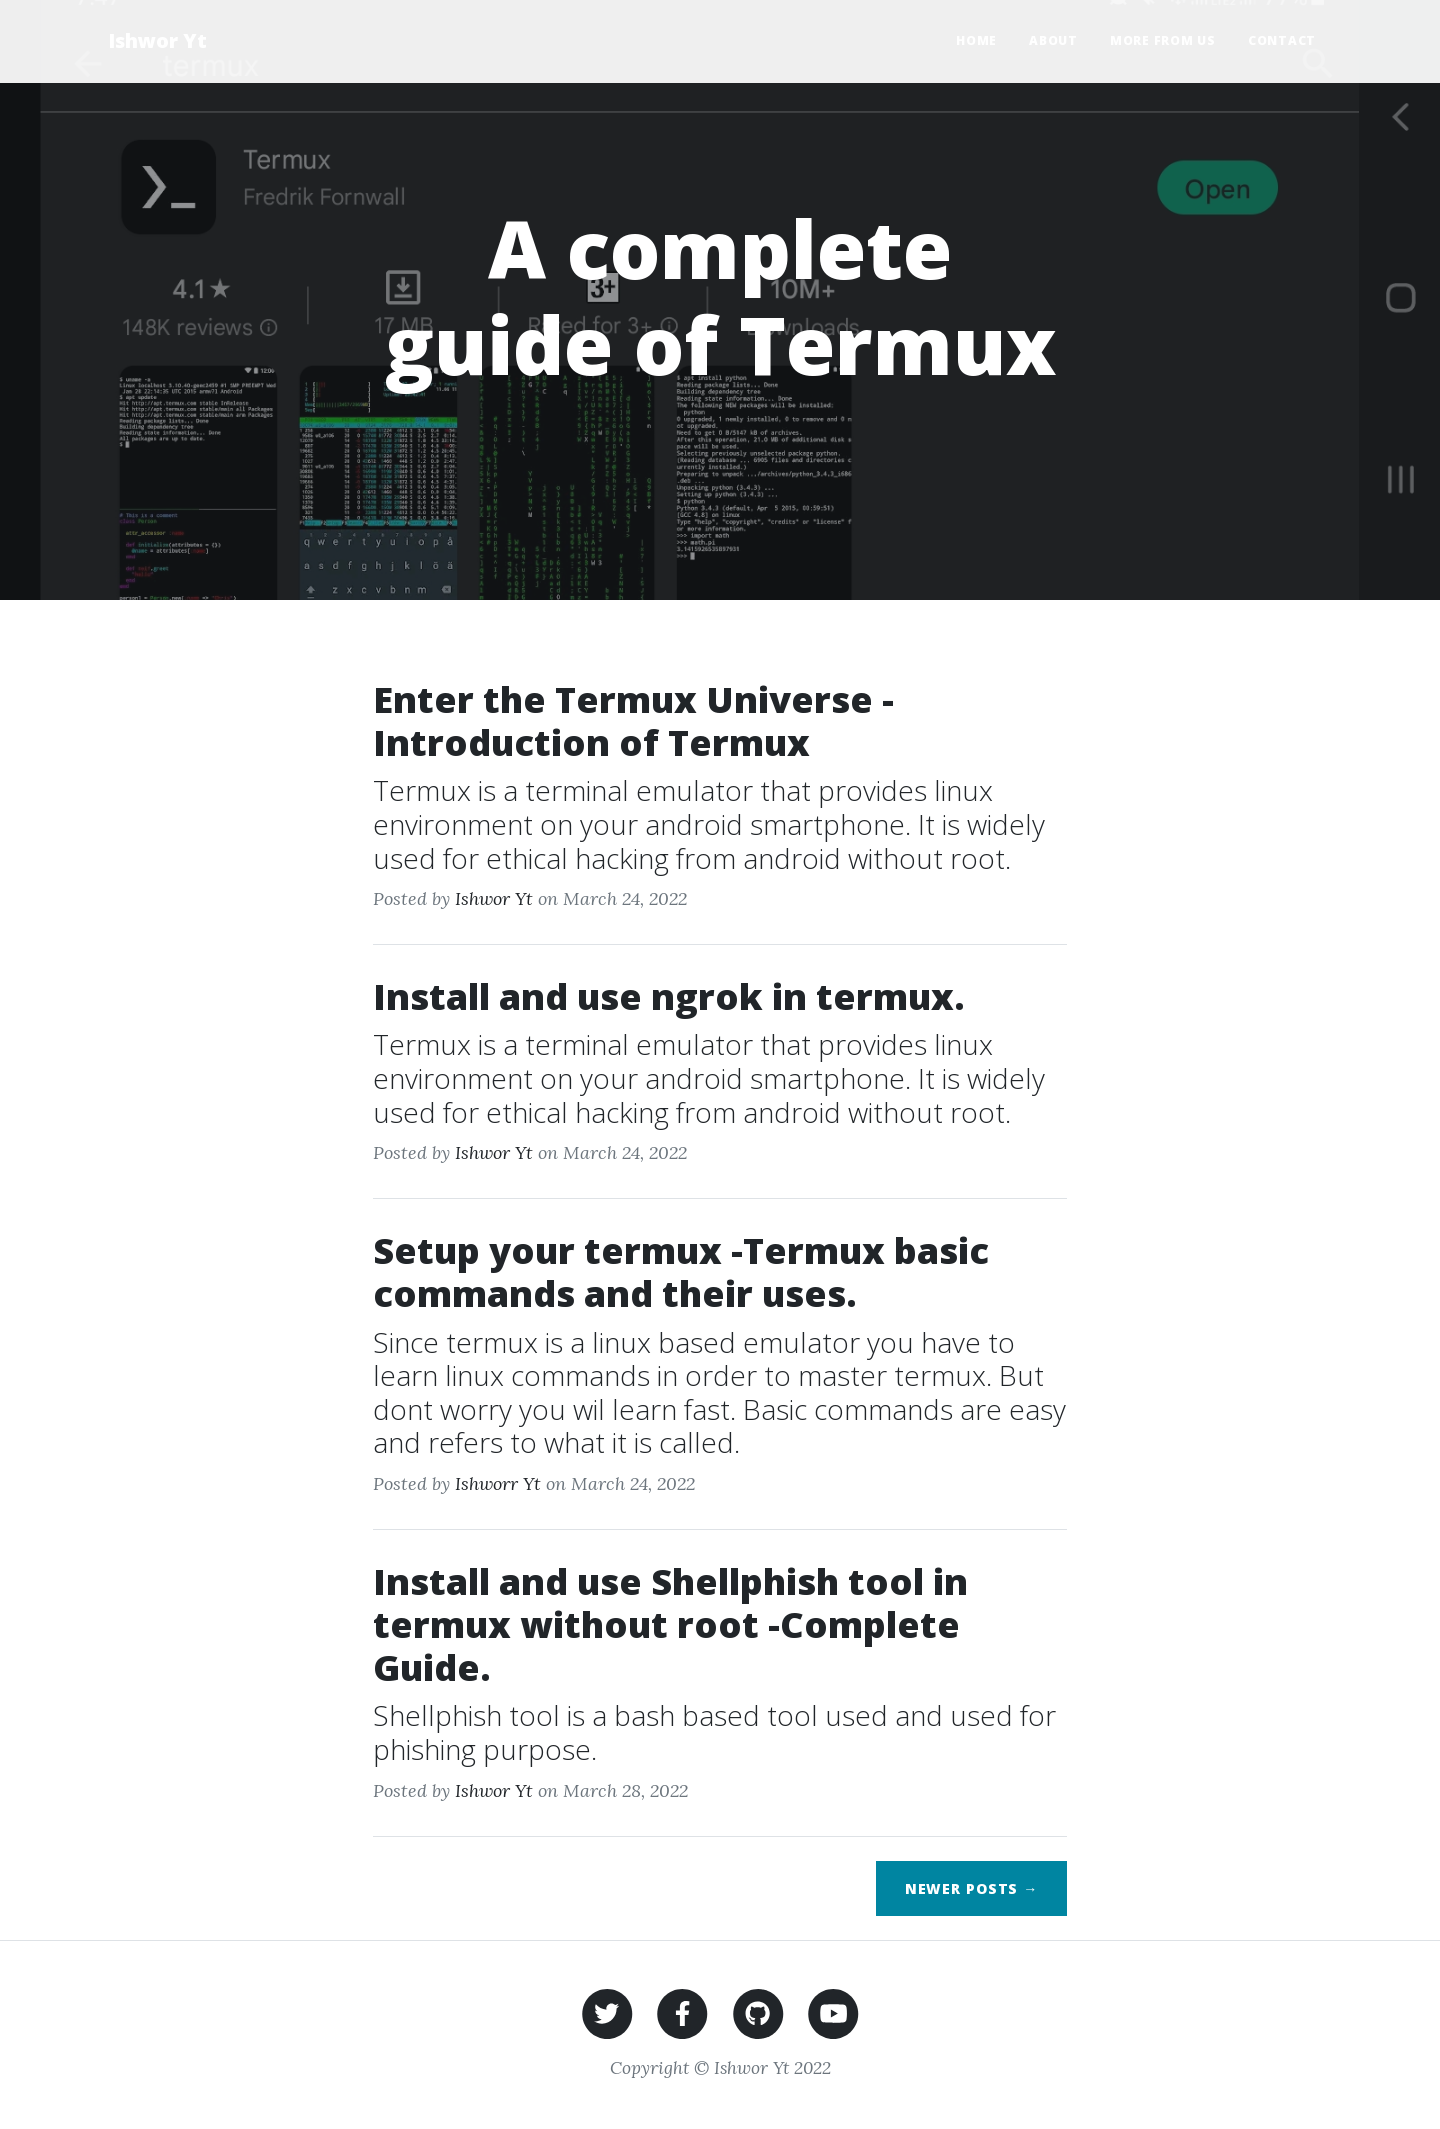 Ishwor Yt
HOME ABOUT MORE FROM US CONTACT
termux
Termux
Fredrik Fornwall
Open
A complete
guide of Termux
4.1★ 3+ 10M+
148K reviews 17 MB Rated for 3+ Downloads
Enter the Termux Universe -
Introduction of Termux
Termux is a terminal emulator that provides linux
environment on your android smartphone. It is widely
used for ethical hacking from android without root.
Posted by Ishwor Yt on March 24, 2022
Install and use ngrok in termux.
Termux is a terminal emulator that provides linux
environment on your android smartphone. It is widely
used for ethical hacking from android without root.
Posted by Ishwor Yt on March 24, 2022
Setup your termux -Termux basic
commands and their uses.
Since termux is a linux based emulator you have to
learn linux commands in order to master termux. But
dont worry you wil learn fast. Basic commands are easy
and refers to what it is called.
Posted by Ishworr Yt on March 24, 2022
Install and use Shellphish tool in
termux without root -Complete
Guide.
Shellphish tool is a bash based tool used and used for
phishing purpose.
Posted by Ishwor Yt on March 28, 2022
NEWER POSTS →
Copyright © Ishwor Yt 2022